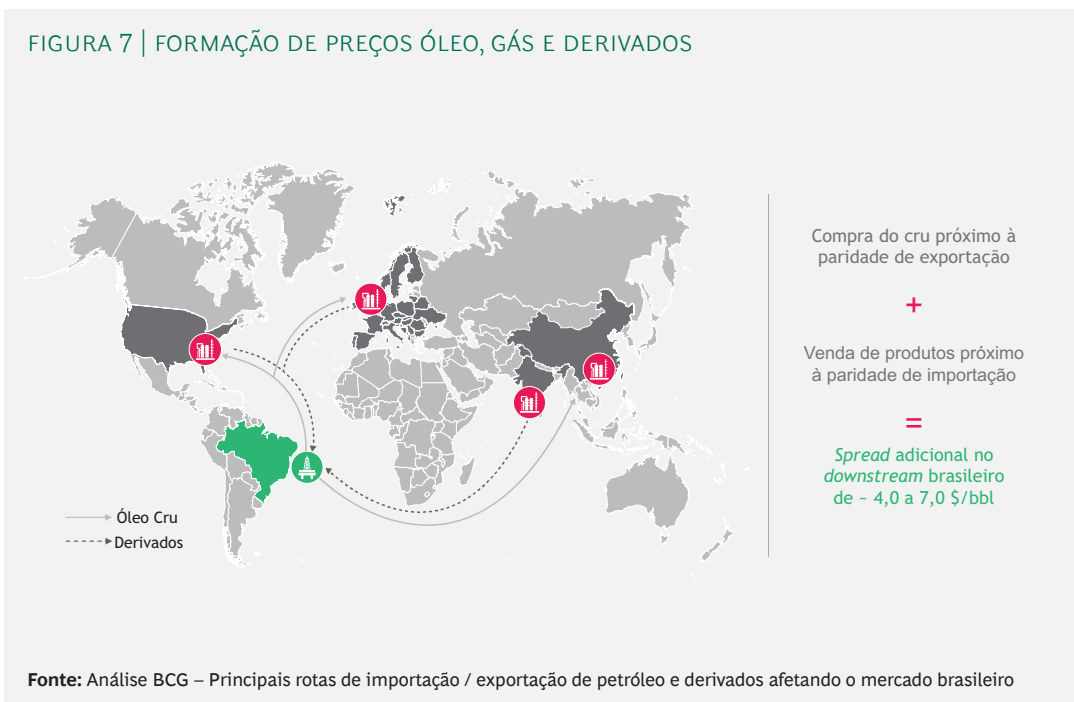 FIGURA 7 | FORMAÇÃO DE PREÇOS ÓLEO, GÁS E DERIVADOS
Compra do cru próximo à
paridade de exportação
+
Venda de produtos próximo
à paridade de importação
=
Spread adicional no
downstream brasileiro
de ~ 4,0 a 7,0 $/bbl
Óleo Cru
Derivados
Fonte: Análise BCG – Principais rotas de importação / exportação de petróleo e derivados afetando o mercado brasileiro